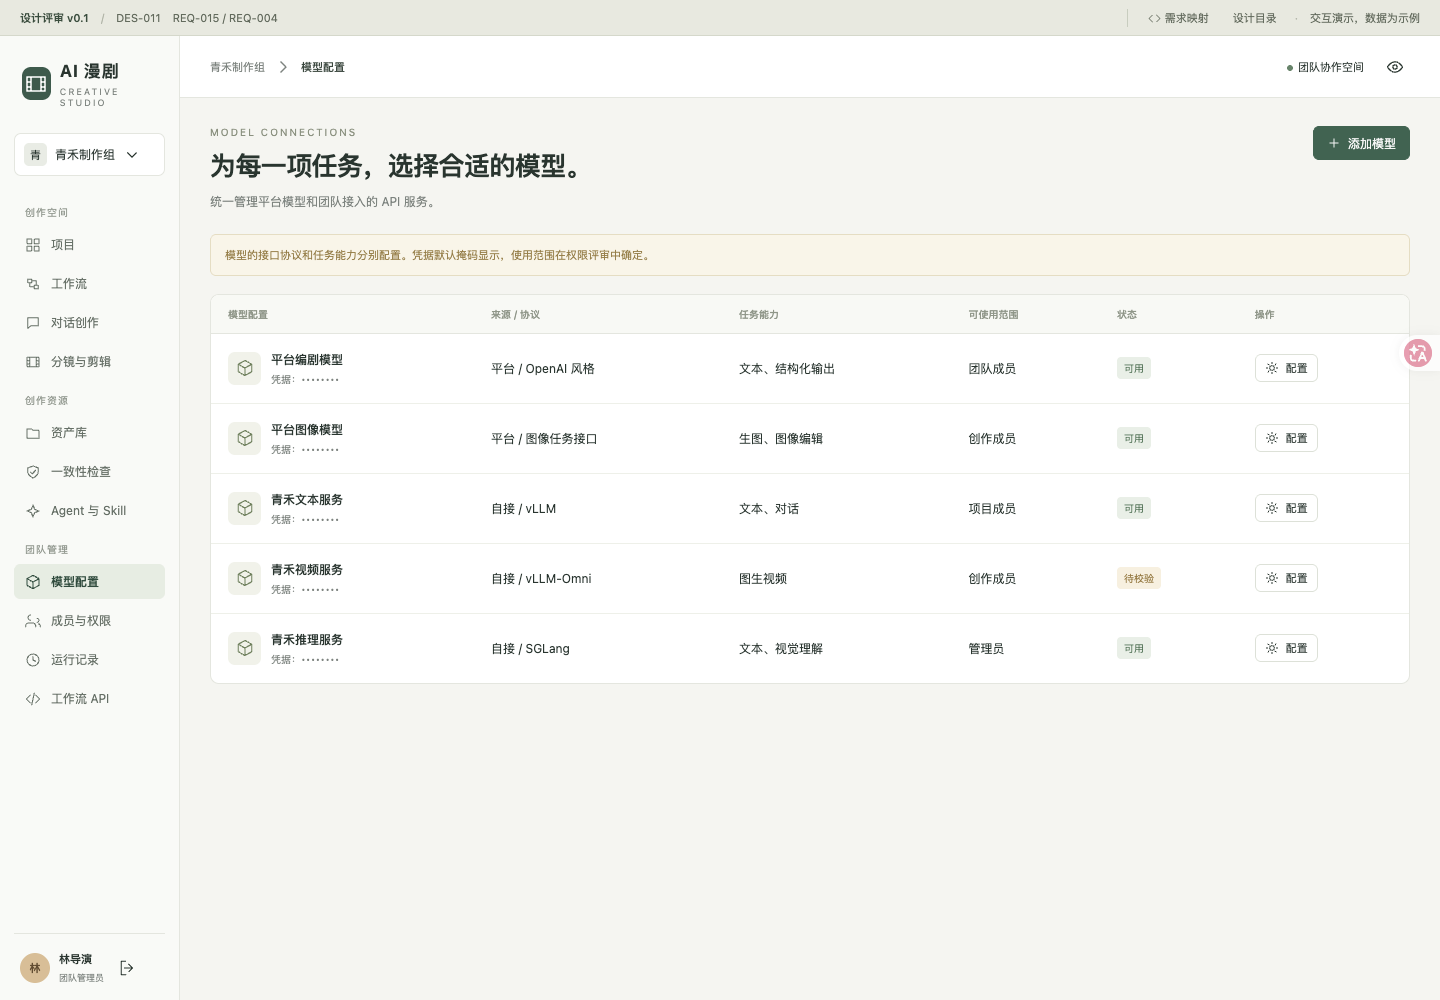 设计评审 v0.1 / DES-011 REQ-015 / REQ-004
需求映射 设计目录 · 交互演示，数据为示例
AI 漫剧
CREATIVE
STUDIO
青 青禾制作组
创作空间
项目
工作流
对话创作
分镜与剪辑
创作资源
资产库
一致性检查
Agent 与 Skill
团队管理
模型配置
成员与权限
运行记录
工作流 API
林 林导演
团队管理员
青禾制作组 模型配置
团队协作空间
MODEL CONNECTIONS
为每一项任务，选择合适的模型。
统一管理平台模型和团队接入的 API 服务。
添加模型
模型的接口协议和任务能力分别配置。凭据默认掩码显示，使用范围在权限评审中确定。
模型配置 来源 / 协议 任务能力 可使用范围 状态 操作
平台编剧模型
凭据： ········
平台 / OpenAI 风格 文本、结构化输出 团队成员 可用 配置
平台图像模型
凭据： ········
平台 / 图像任务接口 生图、图像编辑 创作成员 可用 配置
青禾文本服务
凭据： ········
自接 / vLLM 文本、对话 项目成员 可用 配置
青禾视频服务
凭据： ········
自接 / vLLM-Omni 图生视频 创作成员 待校验 配置
青禾推理服务
凭据： ········
自接 / SGLang 文本、视觉理解 管理员 可用 配置